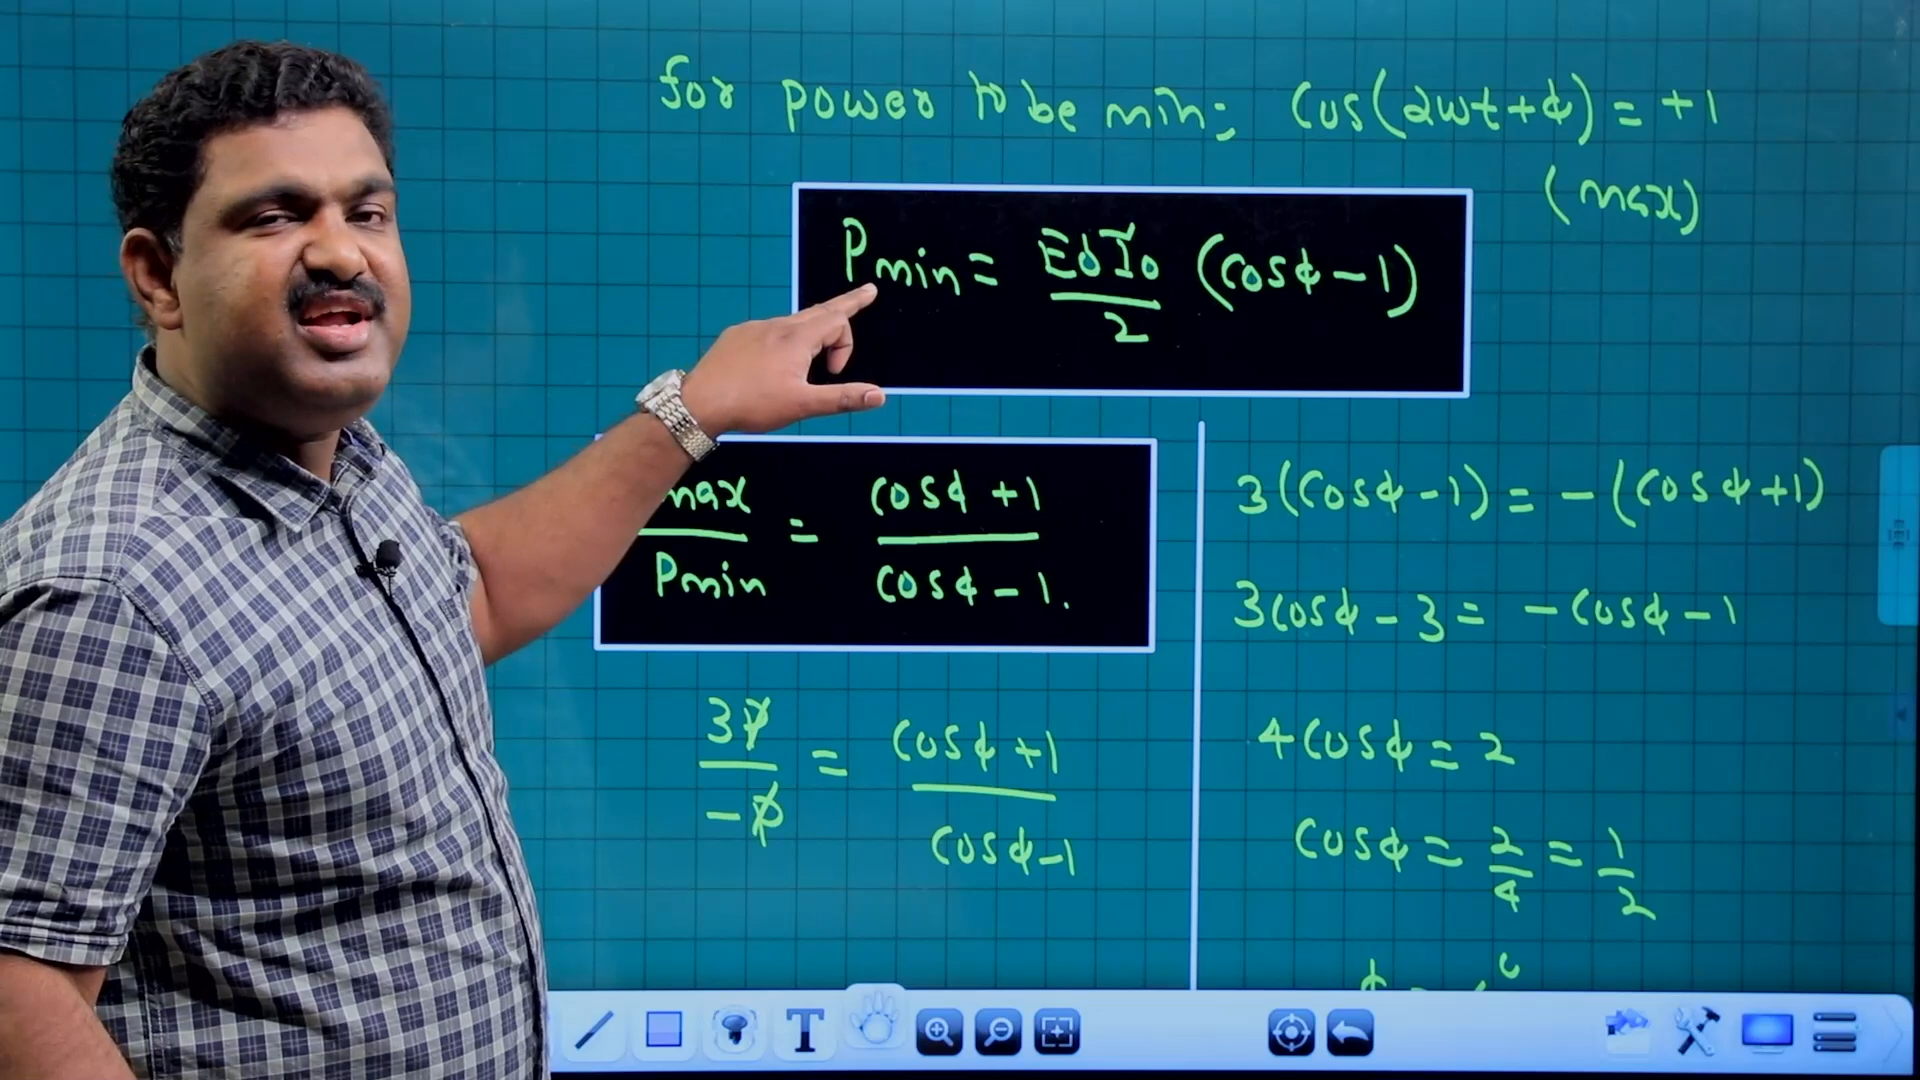 for power to be min; Cos(2ωt+ϕ) = +1
(max)
Pmin = E0I0/2 (Cosϕ-1)
max/Pmin = Cosϕ +1/Cosϕ -1.
3P/-P = Cosϕ +1/Cosϕ-1
3(Cosϕ-1) = -(Cosϕ+1)
3Cosϕ - 3 = -Cosϕ -1
4Cosϕ = 2
Cosϕ = 2/4 = 1/2
T